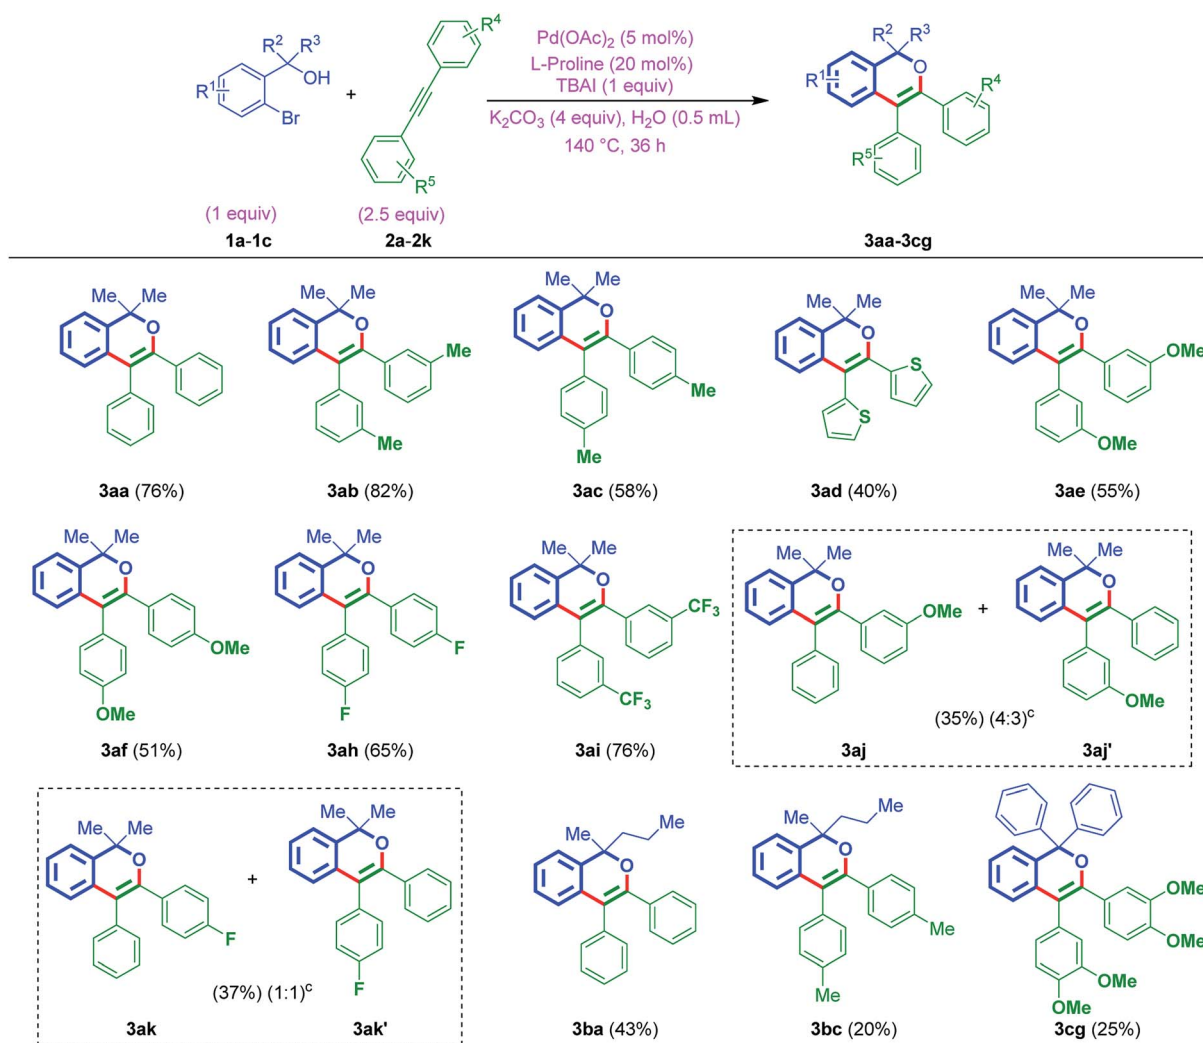 R1
R2 R3
OH
Br
+
R4
R5
Pd(OAc)2 (5 mol%)
L-Proline (20 mol%)
TBAI (1 equiv)
K2CO3 (4 equiv), H2O (0.5 mL)
140 °C, 36 h
R2 R3
R1
O
R4
R5
(1 equiv)
(2.5 equiv)
1a-1c
2a-2k
3aa-3cg
Me Me
O
3aa (76%)
Me Me
O
Me
Me
3ab (82%)
Me Me
O
Me
Me
3ac (58%)
Me Me
O
S
S
3ad (40%)
Me Me
O
OMe
OMe
3ae (55%)
Me Me
O
OMe
OMe
3af (51%)
Me Me
O
F
F
3ah (65%)
Me Me
O
CF3
CF3
3ai (76%)
Me Me
O
OMe
+
Me Me
O
OMe
(35%) (4:3)c
3aj
3aj'
Me Me
O
F
+
Me Me
O
F
(37%) (1:1)c
3ak
3ak'
Me
Me
O
3ba (43%)
Me
Me
O
Me
Me
3bc (20%)
O
OMe
OMe
OMe
OMe
3cg (25%)